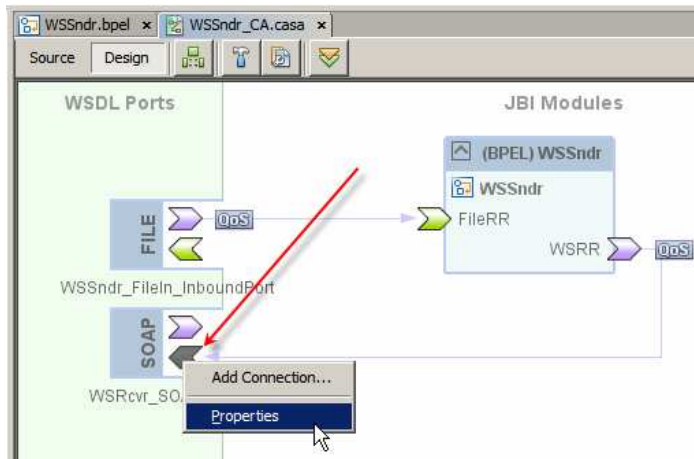 WSSndr.bpel x WSSndr_CA.casa x
Source Design
WSDL Ports JBI Modules
(BPEL) WSSndr
WSSndr
FILE QoS FileRR
WSRR QoS
WSSndr_FileIn_InboundPort
SOAP
Add Connection...
WSRcvr_SO
Properties